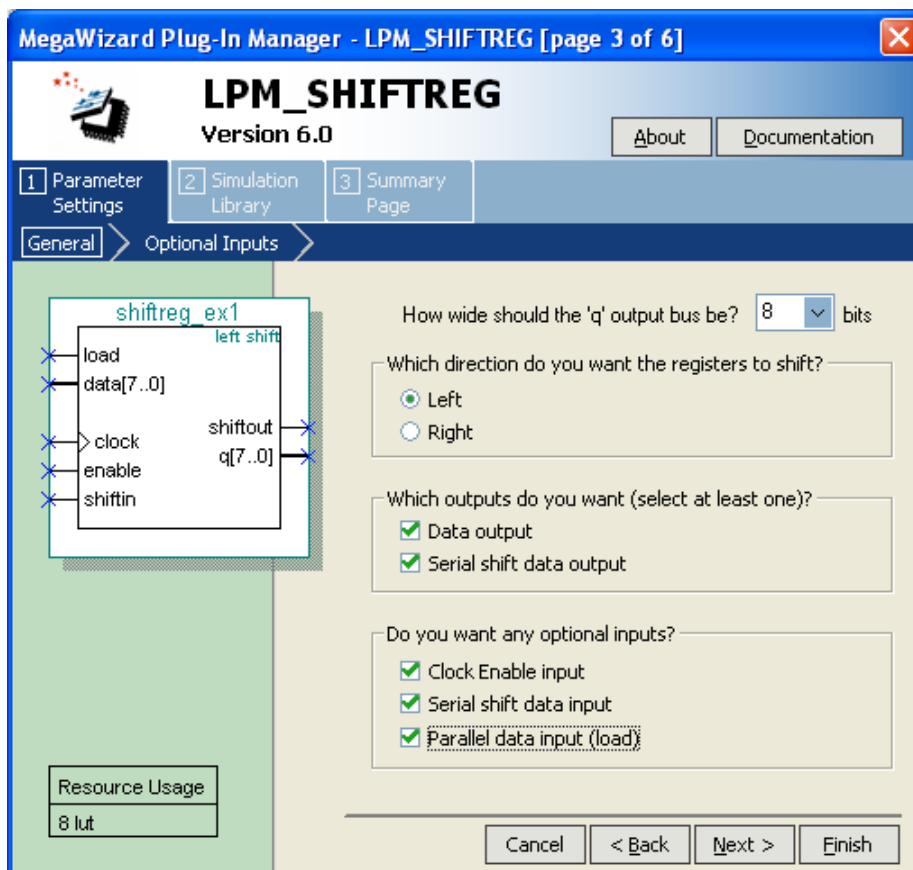 MegaWizard Plug-In Manager - LPM_SHIFTREG [page 3 of 6]
LPM_SHIFTREG
Version 6.0
About
Documentation
1 Parameter Settings
2 Simulation Library
3 Summary Page
General
Optional Inputs
shiftreg_ex1
left shift
load
data[7..0]
clock
enable
shiftin
shiftout
q[7..0]
Resource Usage
8 lut
How wide should the 'q' output bus be? 8 bits
Which direction do you want the registers to shift?
Left
Right
Which outputs do you want (select at least one)?
Data output
Serial shift data output
Do you want any optional inputs?
Clock Enable input
Serial shift data input
Parallel data input (load)
Cancel
< Back
Next >
Finish